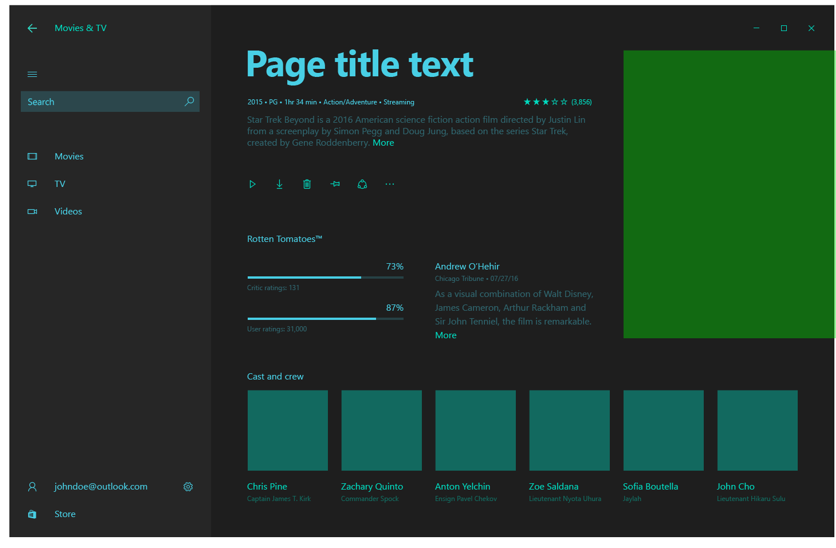 Movies & TV
Search
Movies
TV
Videos
johndoe@outlook.com
Store
Page title text
2015 • PG • 1hr 34 min • Action/Adventure • Streaming
(3,856)
Star Trek Beyond is a 2016 American science fiction action film directed by Justin Lin
from a screenplay by Simon Pegg and Doug Jung, based on the series Star Trek,
created by Gene Roddenberry. More
Rotten Tomatoes™
73%
Critic ratings: 131
87%
User ratings: 31,000
Andrew O'Hehir
Chicago Tribune • 07/27/16
As a visual combination of Walt Disney,
James Cameron, Arthur Rackham and
Sir John Tenniel, the film is remarkable.
More
Cast and crew
Chris Pine
Captain James T. Kirk
Zachary Quinto
Commander Spock
Anton Yelchin
Ensign Pavel Chekov
Zoe Saldana
Lieutenant Nyota Uhura
Sofia Boutella
Jaylah
John Cho
Lieutenant Hikaru Sulu